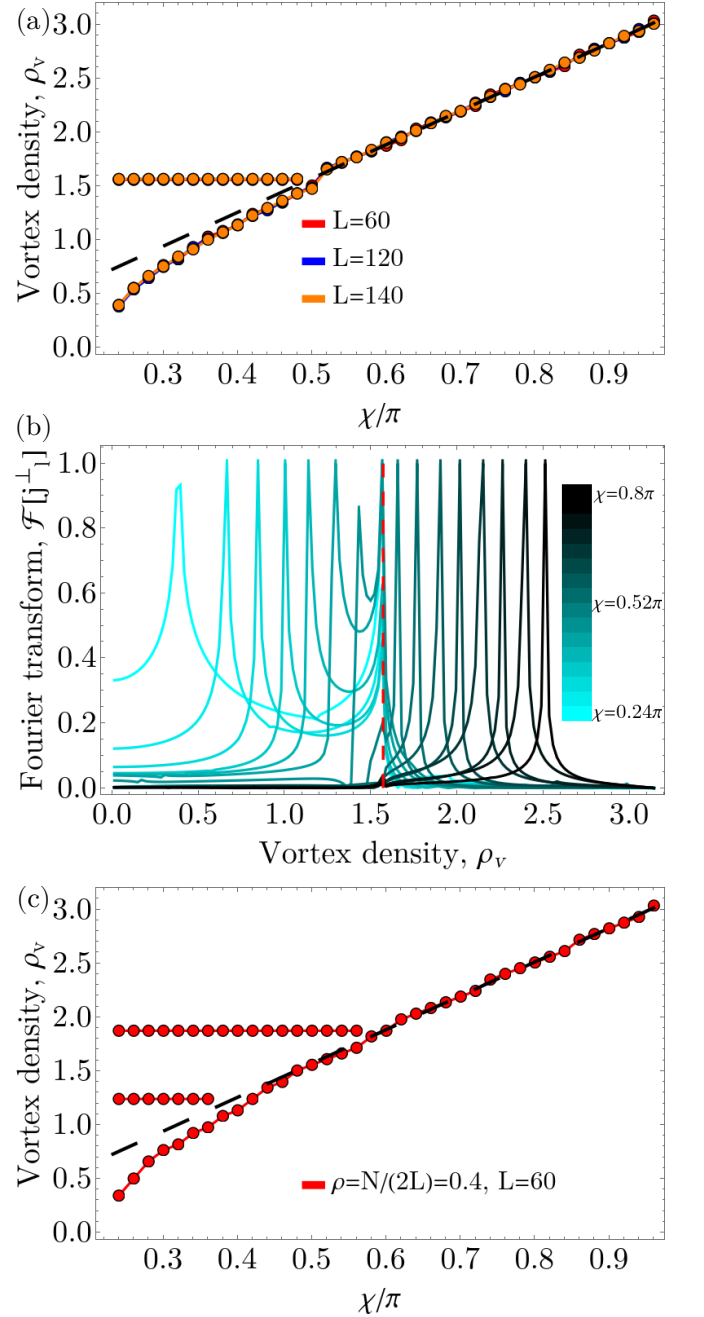 (a)
Vortex density, ρᵥ
3.0
2.5
2.0
1.5
1.0
0.5
0.0
L=60
L=120
L=140
0.3 0.4 0.5 0.6 0.7 0.8 0.9
χ/π
(b)
Fourier transform, ℱ[j⊥l]
1.0
0.8
0.6
0.4
0.2
0.0
χ=0.8π
χ=0.52π
χ=0.24π
0.0 0.5 1.0 1.5 2.0 2.5 3.0
Vortex density, ρᵥ
(c)
Vortex density, ρᵥ
3.0
2.5
2.0
1.5
1.0
0.5
0.0
ρ=N/(2L)=0.4, L=60
0.3 0.4 0.5 0.6 0.7 0.8 0.9
χ/π